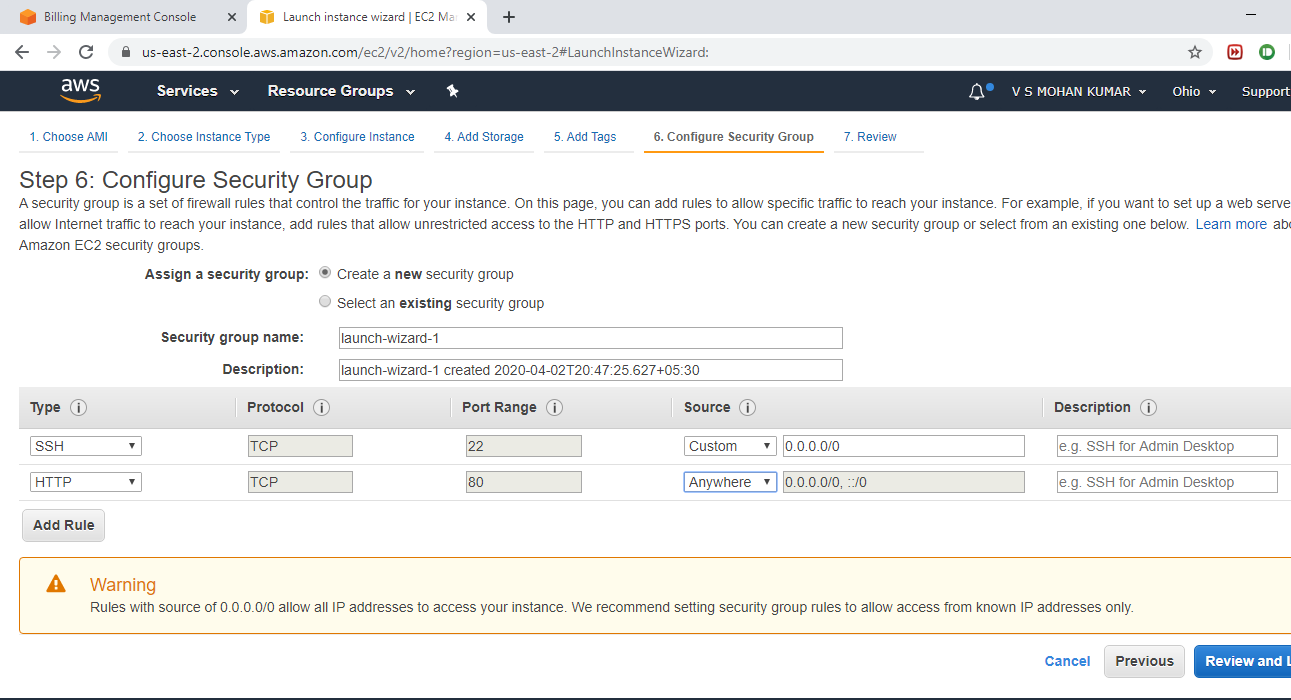 Billing Management Console
Launch instance wizard | EC2 Ma
us-east-2.console.aws.amazon.com/ec2/v2/home?region=us-east-2#LaunchInstanceWizard:
aws Services Resource Groups V S MOHAN KUMAR Ohio Support
1. Choose AMI 2. Choose Instance Type 3. Configure Instance 4. Add Storage 5. Add Tags 6. Configure Security Group 7. Review
Step 6: Configure Security Group
A security group is a set of firewall rules that control the traffic for your instance. On this page, you can add rules to allow specific traffic to reach your instance. For example, if you want to set up a web serve
allow Internet traffic to reach your instance, add rules that allow unrestricted access to the HTTP and HTTPS ports. You can create a new security group or select from an existing one below. Learn more abo
Amazon EC2 security groups.
Assign a security group: Create a new security group
Select an existing security group
Security group name: launch-wizard-1
Description: launch-wizard-1 created 2020-04-02T20:47:25.627+05:30
Type i Protocol i Port Range i Source i Description i
SSH TCP 22 Custom 0.0.0.0/0 e.g. SSH for Admin Desktop
HTTP TCP 80 Anywhere 0.0.0.0/0, ::/0 e.g. SSH for Admin Desktop
Add Rule
Warning
Rules with source of 0.0.0.0/0 allow all IP addresses to access your instance. We recommend setting security group rules to allow access from known IP addresses only.
Cancel Previous Review and L